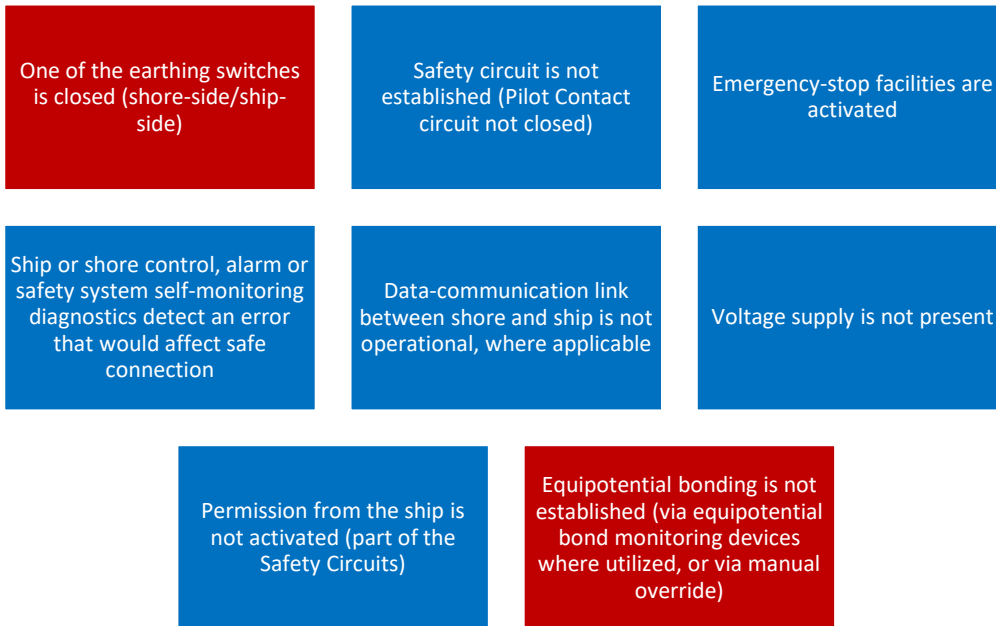 One of the earthing switches
is closed (shore-side/ship-
side)
Safety circuit is not
established (Pilot Contact
circuit not closed)
Emergency-stop facilities are
activated
Ship or shore control, alarm or
safety system self-monitoring
diagnostics detect an error
that would affect safe
connection
Data-communication link
between shore and ship is not
operational, where applicable
Voltage supply is not present
Permission from the ship is
not activated (part of the
Safety Circuits)
Equipotential bonding is not
established (via equipotential
bond monitoring devices
where utilized, or via manual
override)